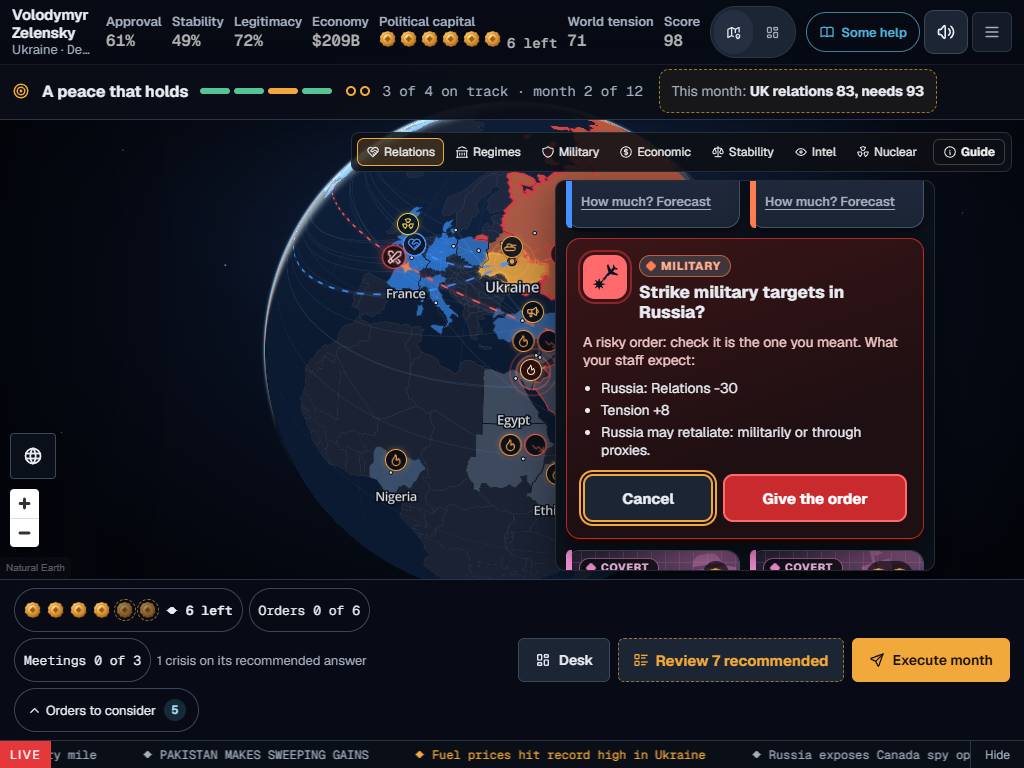 Volodymyr Zelensky
Ukraine · De...
Approval 61%
Stability 49%
Legitimacy 72%
Economy $209B
Political capital 6 left
World tension 71
Score 98
Some help
A peace that holds
3 of 4 on track · month 2 of 12
This month: UK relations 83, needs 93
Relations
Regimes
Military
Economic
Stability
Intel
Nuclear
Guide
How much? Forecast
How much? Forecast
MILITARY
Strike military targets in
Russia?
A risky order: check it is the one you meant. What
your staff expect:
Russia: Relations -30
Tension +8
Russia may retaliate: militarily or through
proxies.
Cancel
Give the order
COVERT
COVERT
France
Ukraine
Egypt
Nigeria
Ethi
+
−
Natural Earth
6 left
Orders 0 of 6
Meetings 0 of 3
1 crisis on its recommended answer
Desk
Review 7 recommended
Execute month
Orders to consider 5
LIVE
ry mile
PAKISTAN MAKES SWEEPING GAINS
Fuel prices hit record high in Ukraine
Russia exposes Canada spy op
Hide